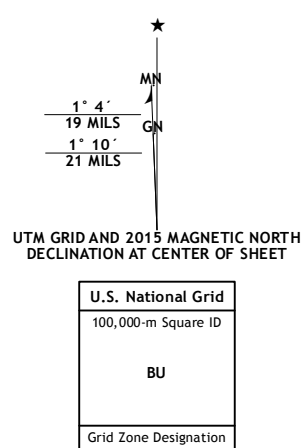 ★
MN
1° 4´
19 MILS
GN
1° 10´
21 MILS
UTM GRID AND 2015 MAGNETIC NORTH
DECLINATION AT CENTER OF SHEET
U.S. National Grid
100,000-m Square ID
BU
Grid Zone Designation